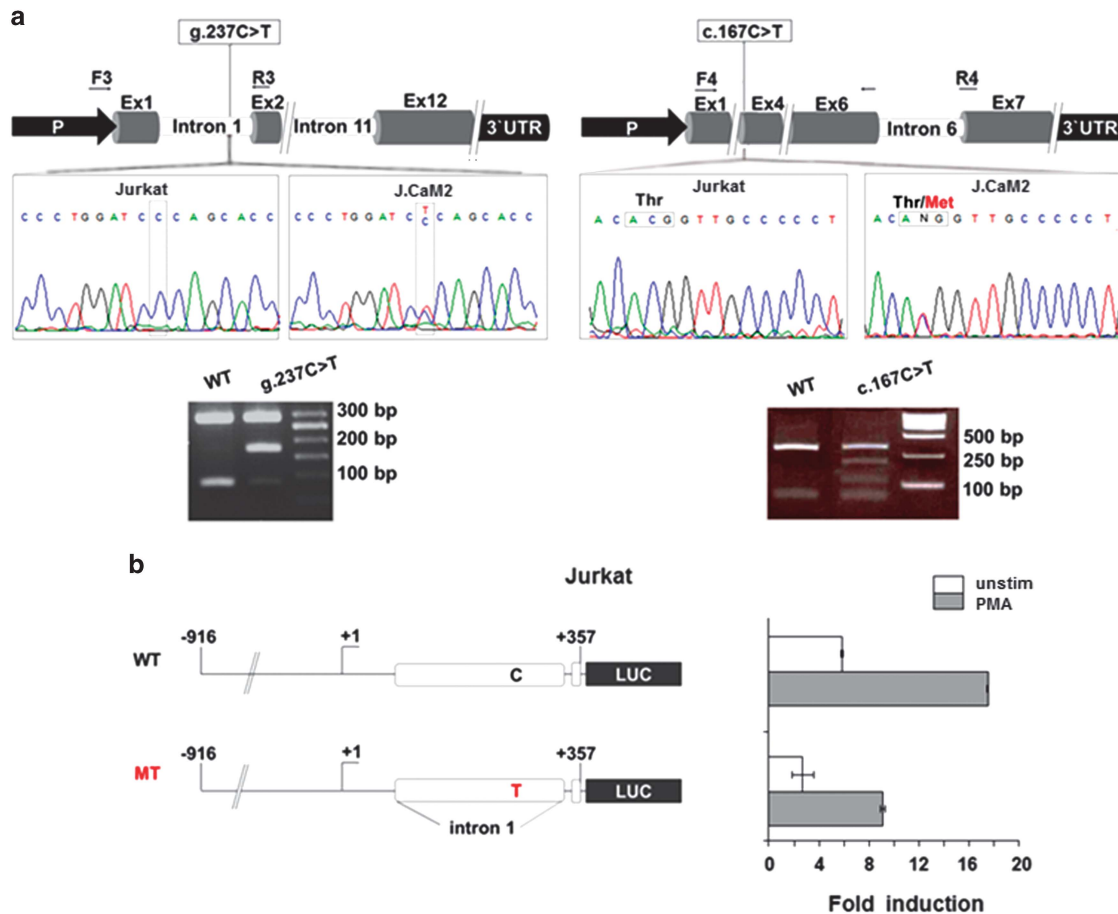 a
g.237C>T
F3
R3
P
Ex1
Intron 1
Ex2
Intron 11
Ex12
3`UTR
Jurkat
C C C T G G A T C C C A G C A C C
J.CaM2
C C C T G G A T C T C A G C A C C
C
WT
g.237C>T
300 bp
200 bp
100 bp
c.167C>T
F4
R4
P
Ex1
Ex4
Ex6
Intron 6
Ex7
3`UTR
Jurkat
Thr
A C A C G G T T G C C C C C T
J.CaM2
Thr/Met
A C A N G G T T G C C C C T
WT
c.167C>T
500 bp
250 bp
100 bp
b
Jurkat
unstim
PMA
WT
-916
+1
+357
C
LUC
MT
-916
+1
+357
T
LUC
intron 1
0 4 8 12 16 20
Fold induction